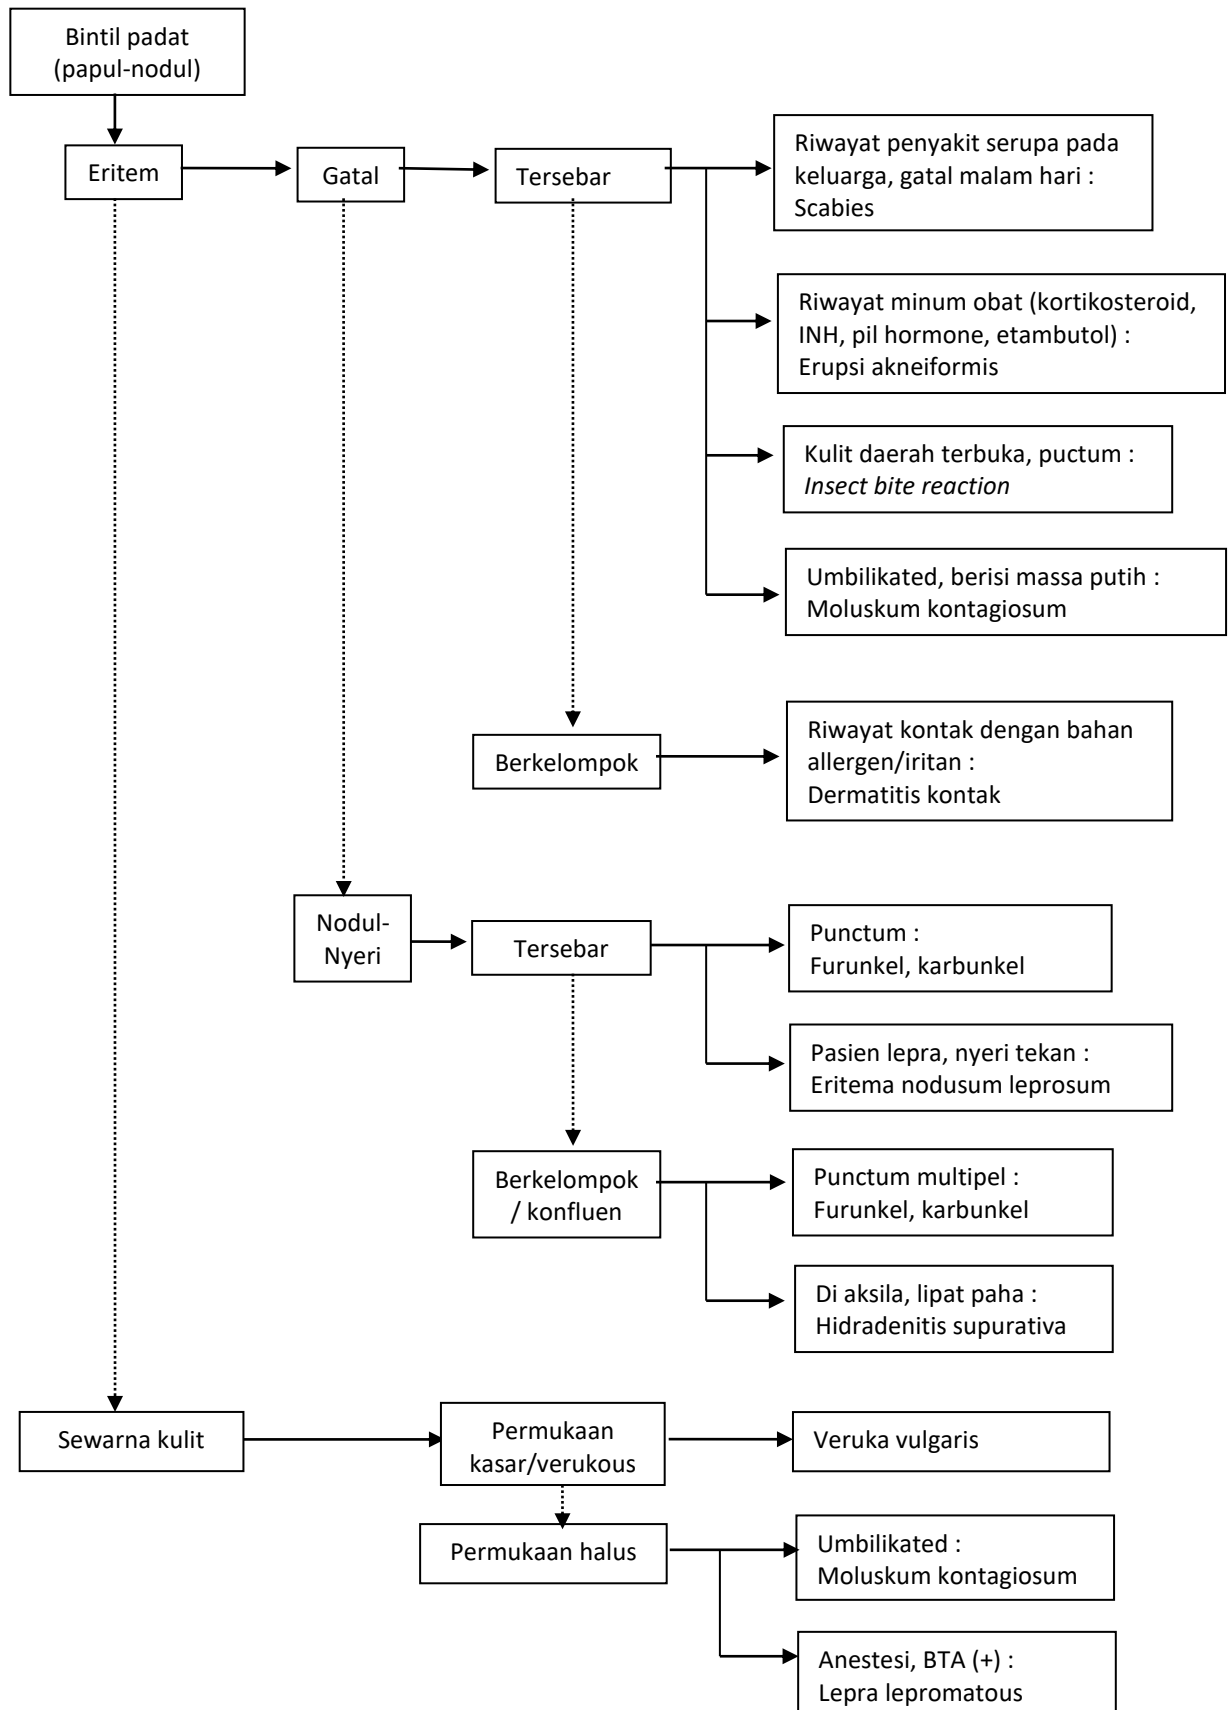 Bintil padat
(papul-nodul)
Eritem
Gatal
Tersebar
Riwayat penyakit serupa pada
keluarga, gatal malam hari :
Scabies
Riwayat minum obat (kortikosteroid,
INH, pil hormone, etambutol) :
Erupsi akneiformis
Kulit daerah terbuka, puctum :
Insect bite reaction
Umbilikated, berisi massa putih :
Moluskum kontagiosum
Berkelompok
Riwayat kontak dengan bahan
allergen/iritan :
Dermatitis kontak
Nodul-
Nyeri
Tersebar
Punctum :
Furunkel, karbunkel
Pasien lepra, nyeri tekan :
Eritema nodusum leprosum
Berkelompok
/ konfluen
Punctum multipel :
Furunkel, karbunkel
Di aksila, lipat paha :
Hidradenitis supurativa
Sewarna kulit
Permukaan
kasar/verukous
Veruka vulgaris
Permukaan halus
Umbilikated :
Moluskum kontagiosum
Anestesi, BTA (+) :
Lepra lepromatous